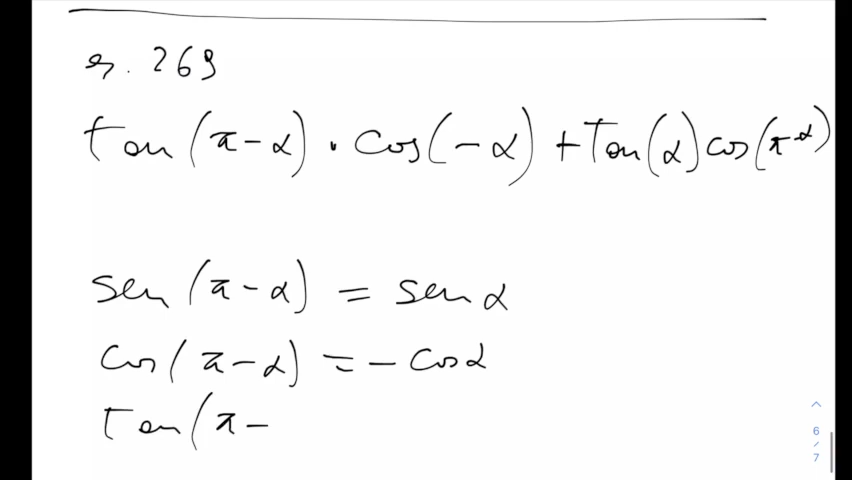 es. 269
tan(π-α) · cos(-α) + Tan(α) cos(π-α)
sen(π-α) = sen α
cos(π-α) = - cos α
Tan(π-
6
/
7